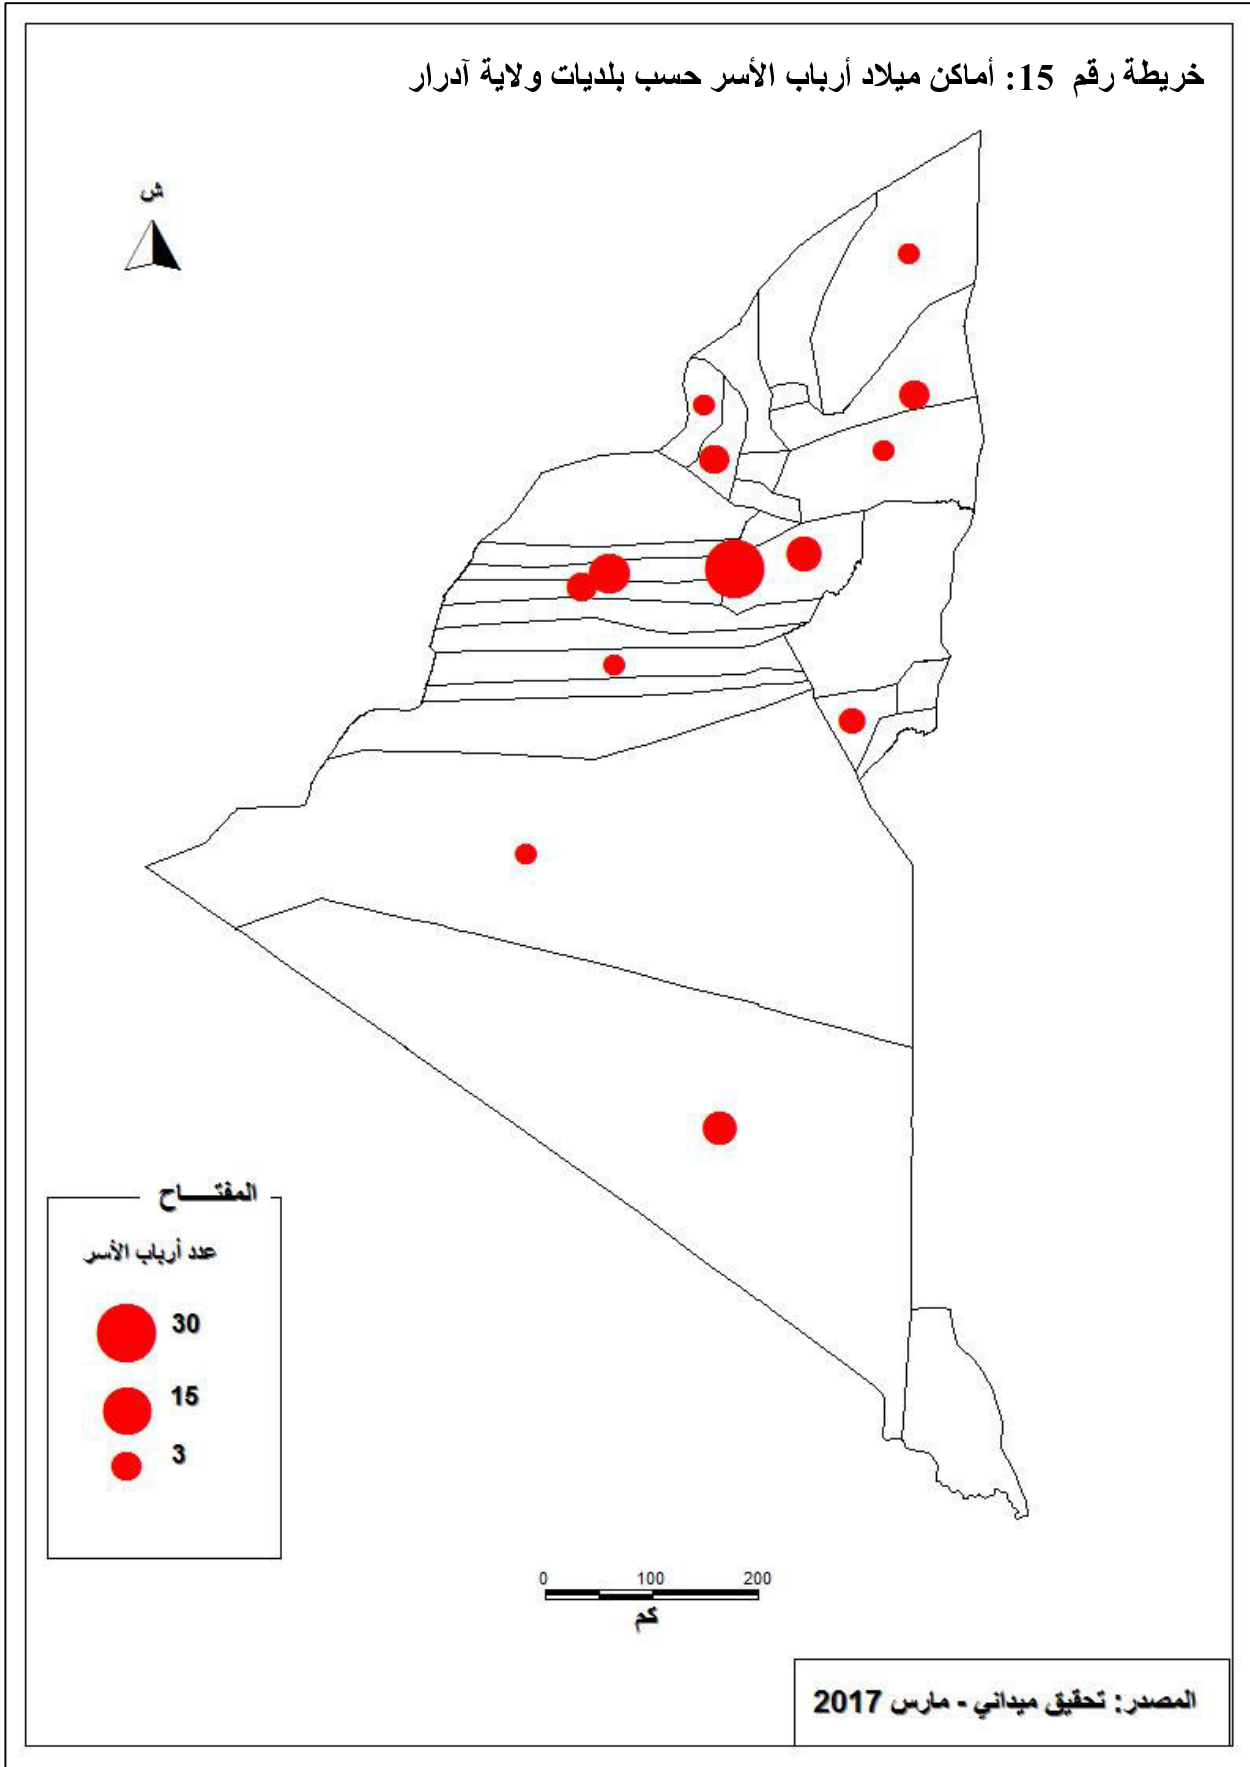 خريطة رقم 15: أماكن ميلاد أرباب الأسر حسب بلديات ولاية آدرار
ش
المفتـــــاح
عدد أرباب الأسر
30
15
3
0 100 200
كم
المصدر: تحقيق ميداني - مارس 2017